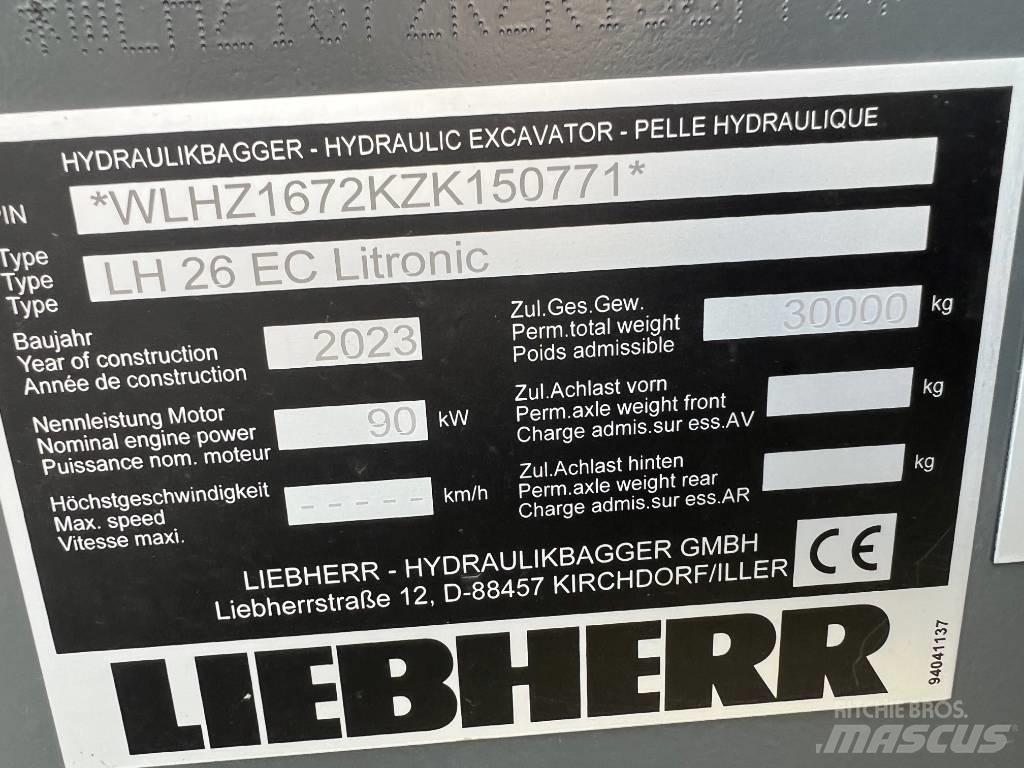 HYDRAULIKBAGGER - HYDRAULIC EXCAVATOR - PELLE HYDRAULIQUE
PIN *WLHZ1672KZK150771*
Type
Type LH 26 EC Litronic
Type
Baujahr
Year of construction 2023
Année de construction
Nennleistung Motor
Nominal engine power 90 kW
Puissance nom. moteur
Höchstgeschwindigkeit
Max. speed - - - - - km/h
Vitesse maxi.
Zul.Ges.Gew.
Perm.total weight 30000 kg
Poids admissible
Zul.Achlast vorn
Perm.axle weight front kg
Charge admis.sur ess.AV
Zul.Achlast hinten
Perm.axle weight rear kg
Charge admis.sur ess.AR
LIEBHERR - HYDRAULIKBAGGER GMBH
Liebherrstraße 12, D-88457 KIRCHDORF/ILLER
CE
LIEBHERR
94041137
RITCHIE BROS.
MASCUS